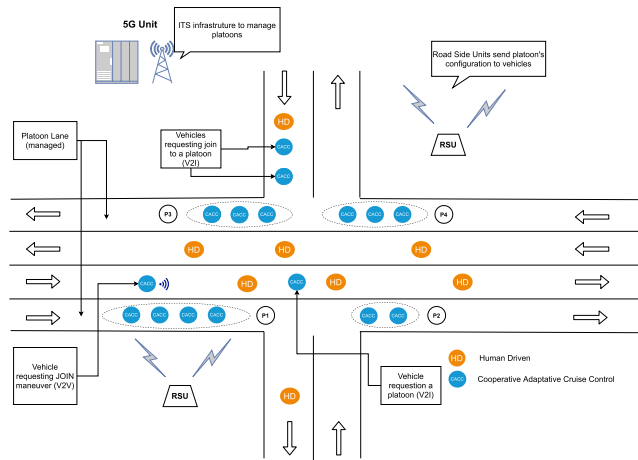 5G Unit
ITS infrastruture to manage
platoons
Road Side Units send platoon's
configuration to vehicles
RSU
Platoon Lane
(managed)
Vehicles
requesting join
to a platoon
(V2I)
HD
CACC
CACC
P3
CACC
CACC
CACC
CACC
CACC
CACC
P4
HD
HD
HD
CACC
HD
CACC
HD
HD
CACC
CACC
CACC
CACC
P1
CACC
CACC
P2
Vehicle
requesting JOIN
maneuver (V2V)
RSU
HD
Vehicle
requestion a
platoon (V2I)
HD
Human Driven
CACC
Cooperative Adaptative Cruise Control